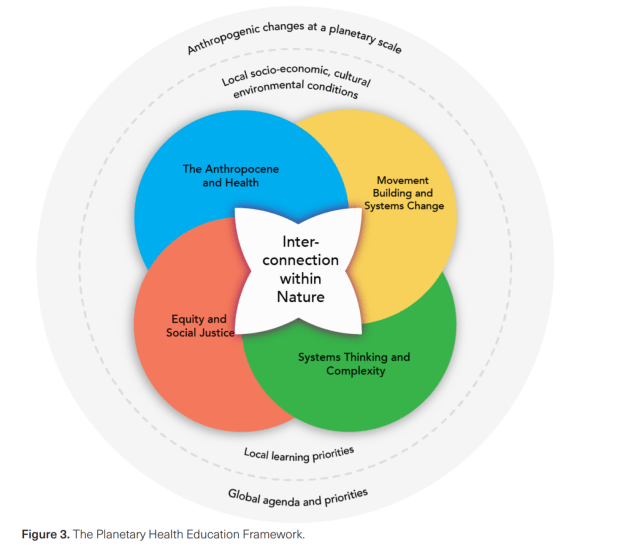 Anthropogenic changes at a planetary scale
Local socio-economic, cultural
environmental conditions
The Anthropocene
and Health
Movement
Building and
Systems Change
Inter-
connection
within
Nature
Equity and
Social Justice
Systems Thinking and
Complexity
Local learning priorities
Global agenda and priorities
Figure 3. The Planetary Health Education Framework.